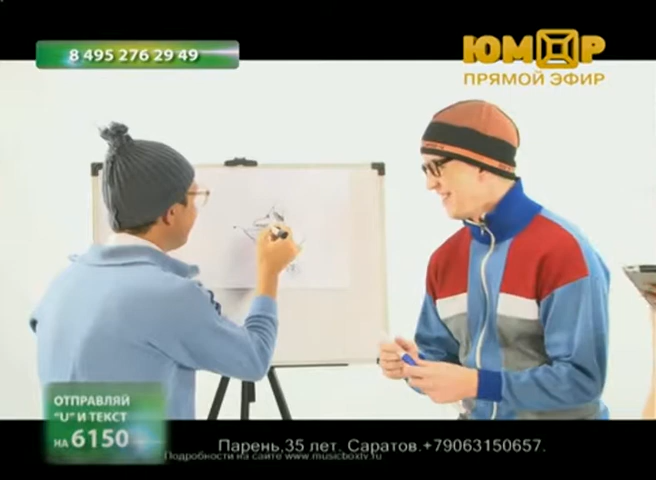 8 495 276 29 49
ЮМОР
ПРЯМОЙ ЭФИР
ОТПРАВЛЯЙ
"U" И ТЕКСТ
НА 6150
Парень,35 лет. Саратов.+79063150657.
Подробности на сайте www.musicboxtv.ru